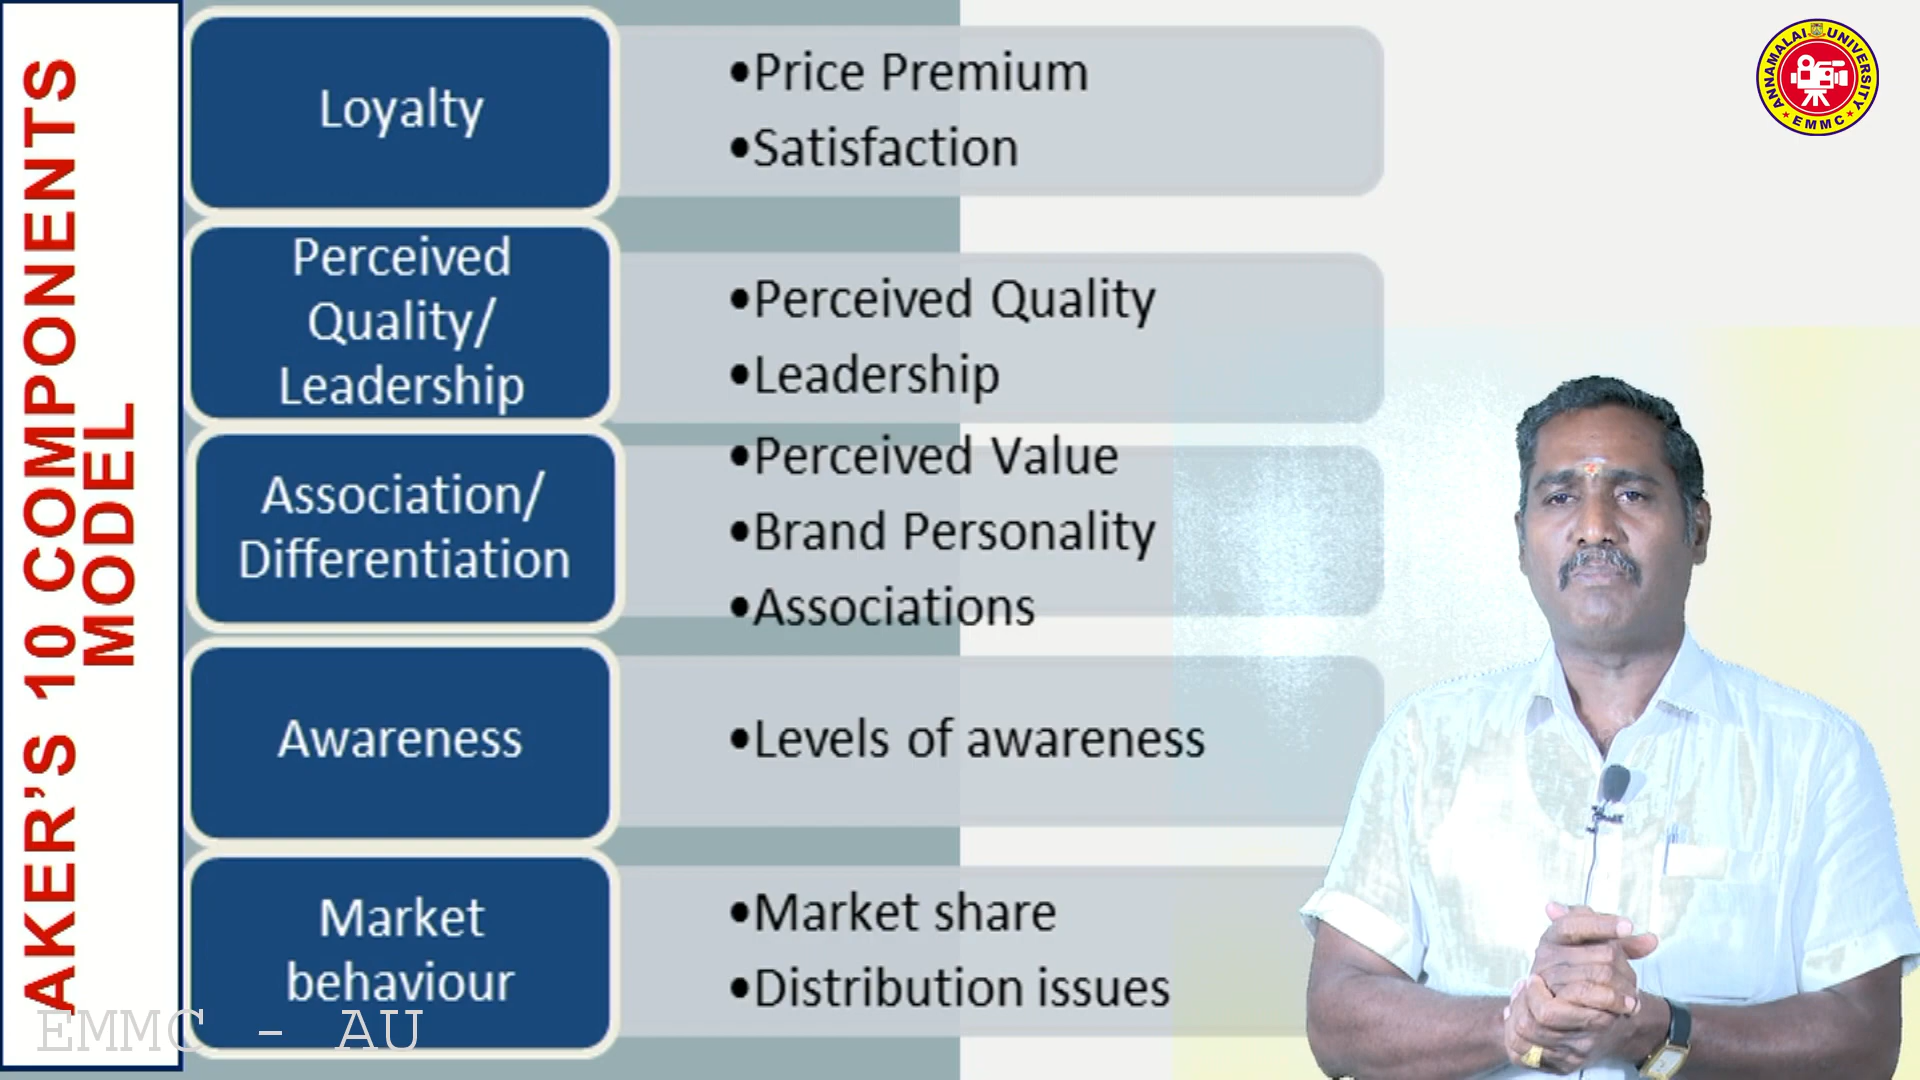 AKER’S 10 COMPONENTS
MODEL
Loyalty
•Price Premium
•Satisfaction
Perceived
Quality/
Leadership
•Perceived Quality
•Leadership
Association/
Differentiation
•Perceived Value
•Brand Personality
•Associations
Awareness
•Levels of awareness
Market
behaviour
•Market share
•Distribution issues
ANNAMALAI UNIVERSITY
EMMC
EMMC - AU